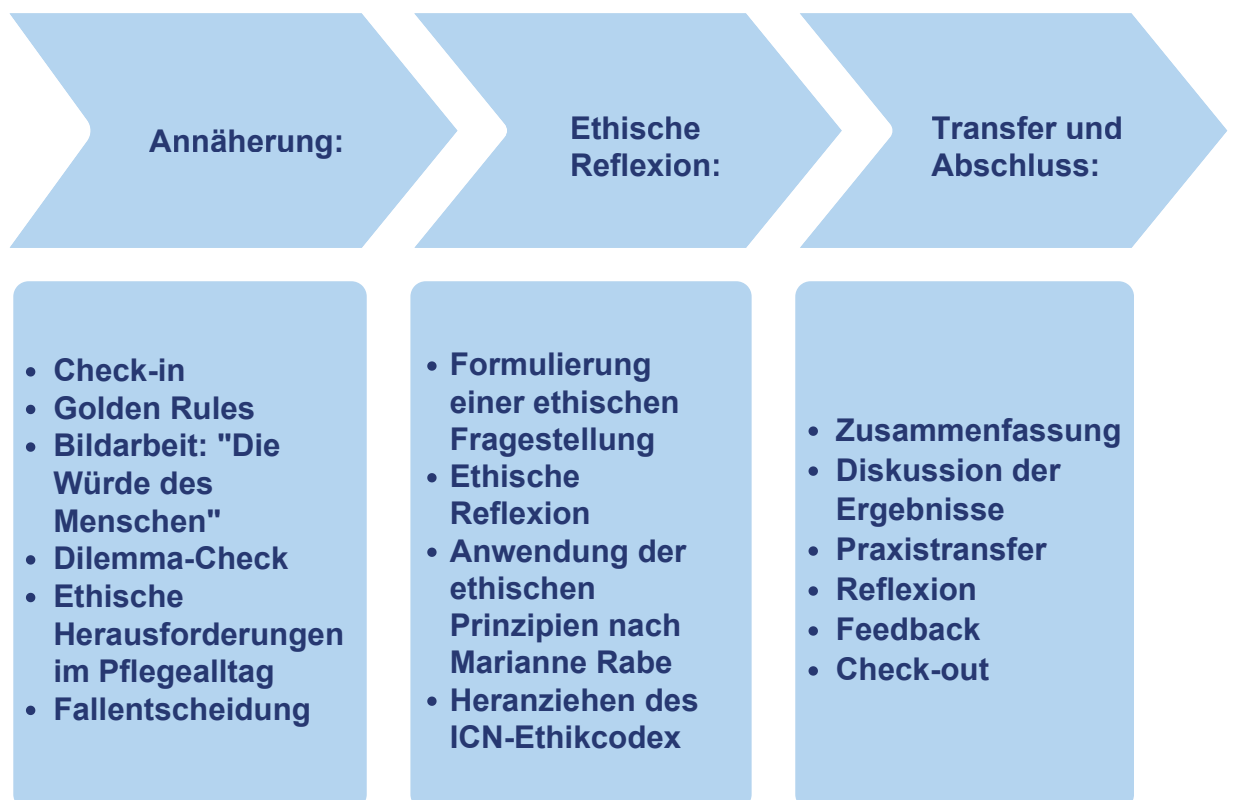 Annäherung:
Ethische
Reflexion:
Transfer und
Abschluss:
• Check-in
• Golden Rules
• Bildarbeit: "Die
Würde des
Menschen"
• Dilemma-Check
• Ethische
Herausforderungen
im Pflegealltag
• Fallentscheidung
• Formulierung
einer ethischen
Fragestellung
• Ethische
Reflexion
• Anwendung der
ethischen
Prinzipien nach
Marianne Rabe
• Heranziehen des
ICN-Ethikcodex
• Zusammenfassung
• Diskussion der
Ergebnisse
• Praxistransfer
• Reflexion
• Feedback
• Check-out